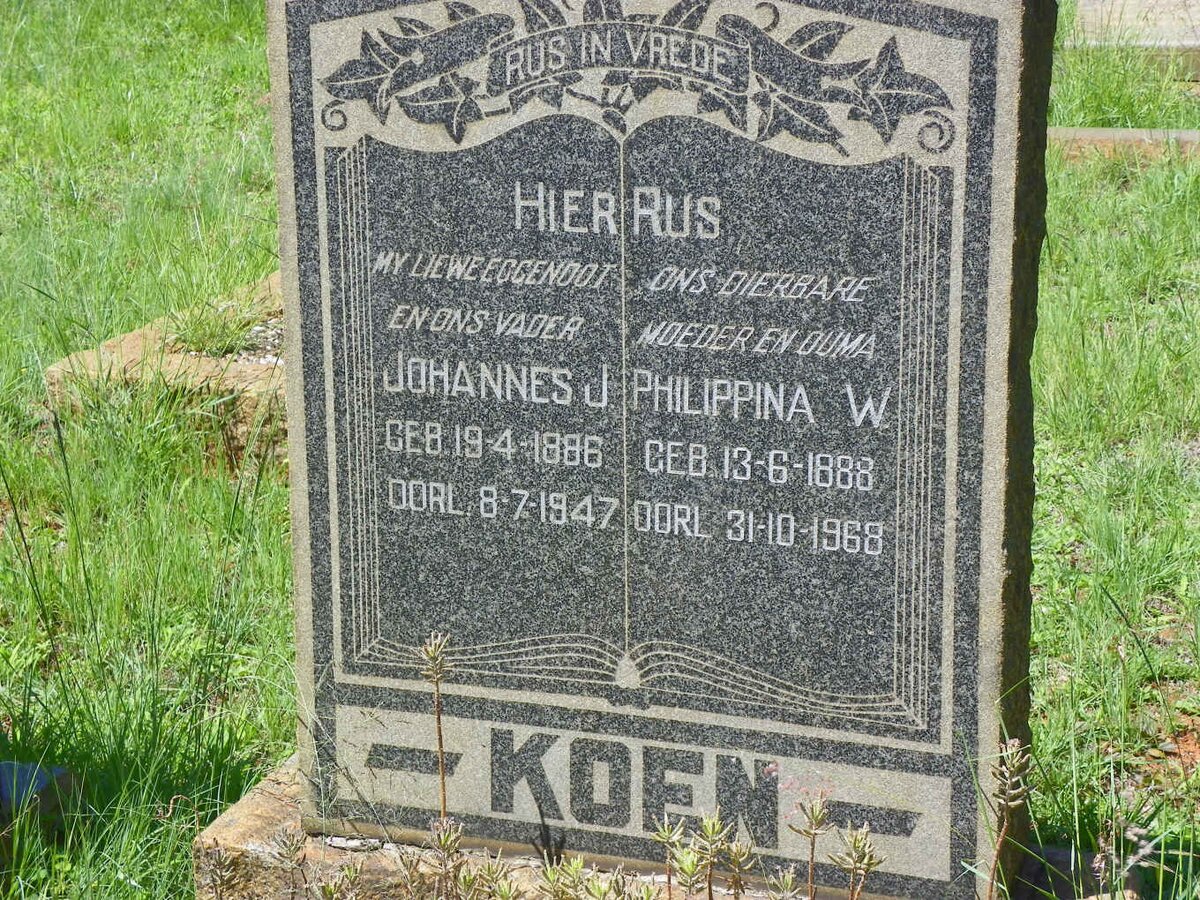 RUS IN VREDE
HIER RUS
MY LIEWE EGGENOOT
EN ONS VADER
JOHANNES J
GEB. 19-4-1886
OORL. 8-7-1947
ONS DIERBARE
MOEDER EN OUMA
PHILIPPINA W.
GEB. 13-6-1888
OORL 31-10-1968
KOEN